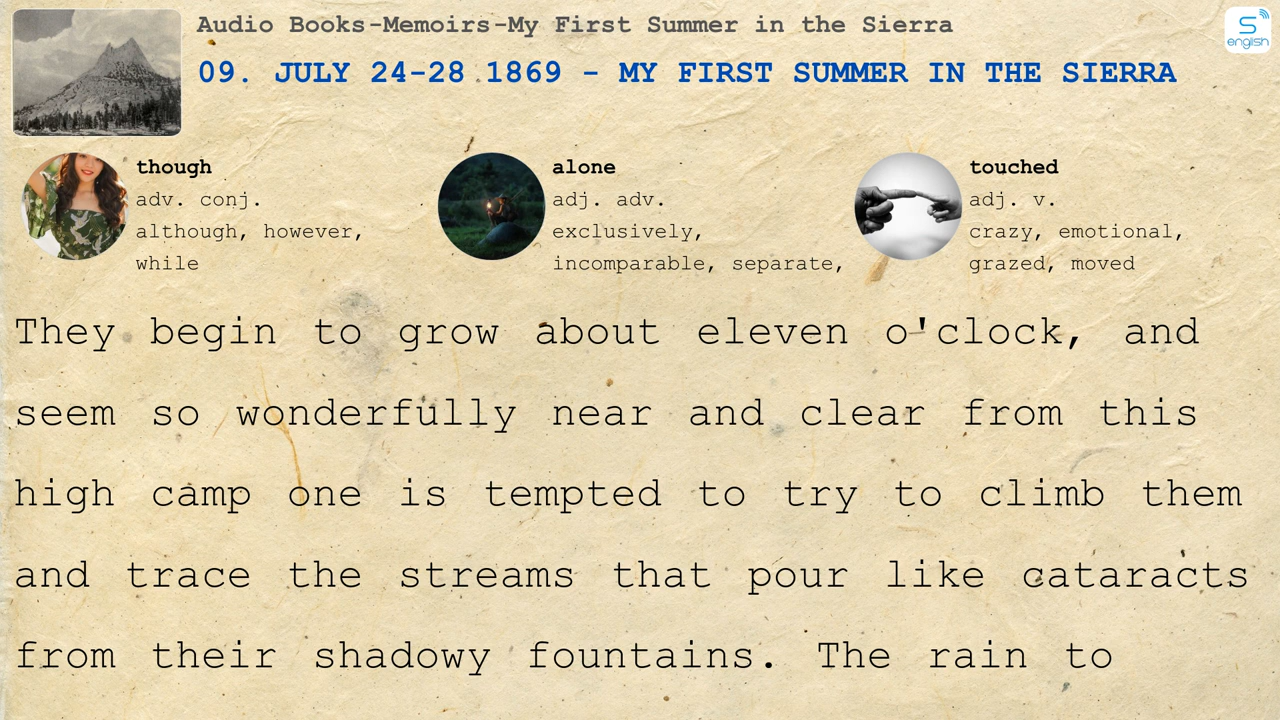 Audio Books-Memoirs-My First Summer in the Sierra
09. JULY 24-28 1869 - MY FIRST SUMMER IN THE SIERRA
S
english
though
adv. conj.
although, however,
while
alone
adj. adv.
exclusively,
incomparable, separate,
touched
adj. v.
crazy, emotional,
grazed, moved
They begin to grow about eleven o'clock, and
seem so wonderfully near and clear from this
high camp one is tempted to try to climb them
and trace the streams that pour like cataracts
from their shadowy fountains. The rain to